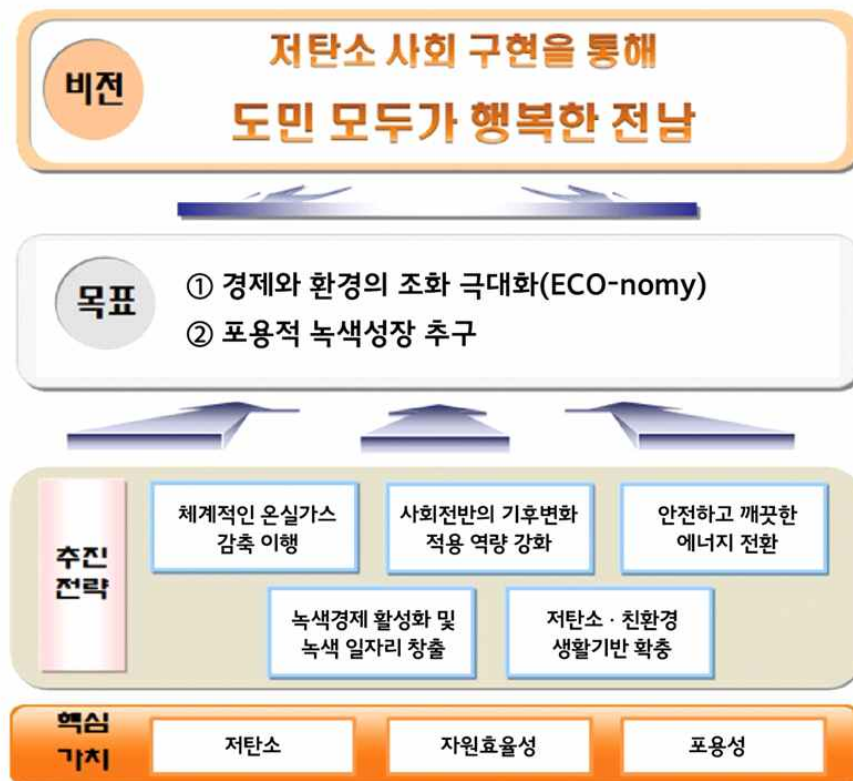 비전
저탄소 사회 구현을 통해
도민 모두가 행복한 전남
목표
① 경제와 환경의 조화 극대화(ECO-nomy)
② 포용적 녹색성장 추구
추진
전략
체계적인 온실가스
감축 이행
사회전반의 기후변화
적용 역량 강화
안전하고 깨끗한
에너지 전환
녹색경제 활성화 및
녹색 일자리 창출
저탄소 · 친환경
생활기반 확충
핵심
가치
저탄소
자원효율성
포용성